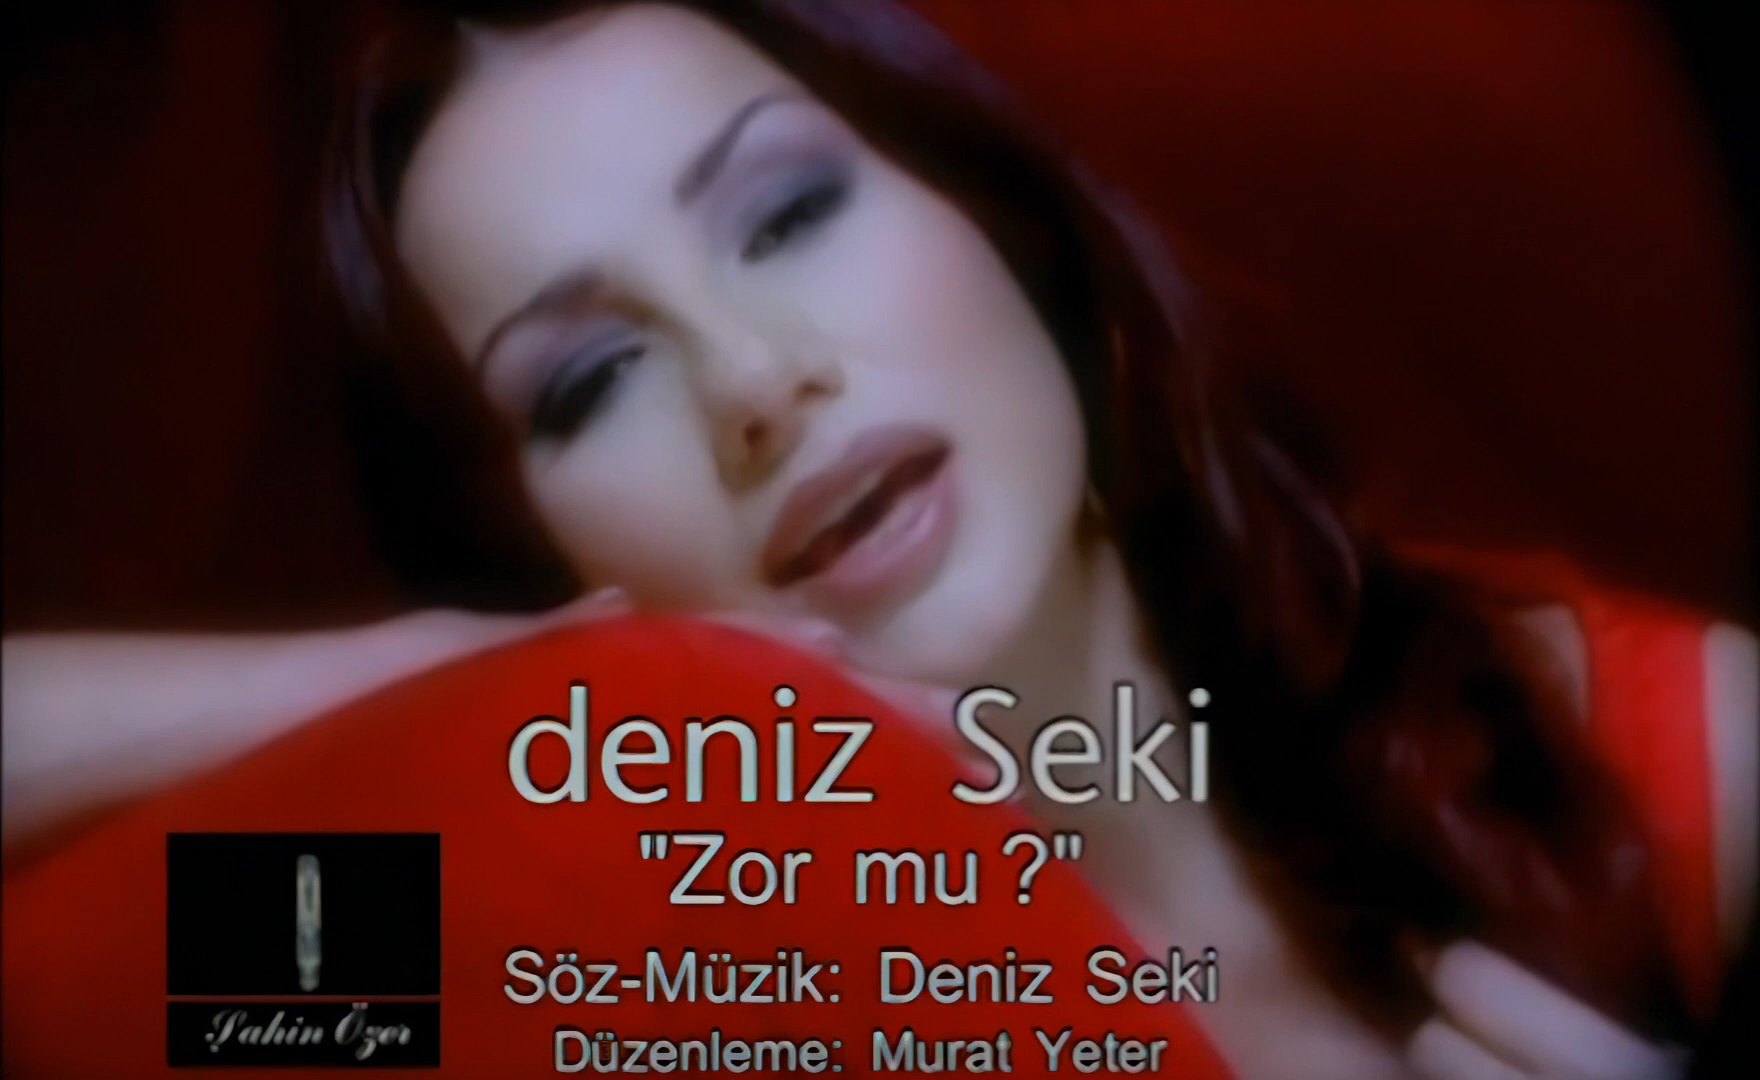 deniz Seki
"Zor mu ?"
Söz-Müzik: Deniz Seki
Düzenleme: Murat Yeter
Şahin Özer